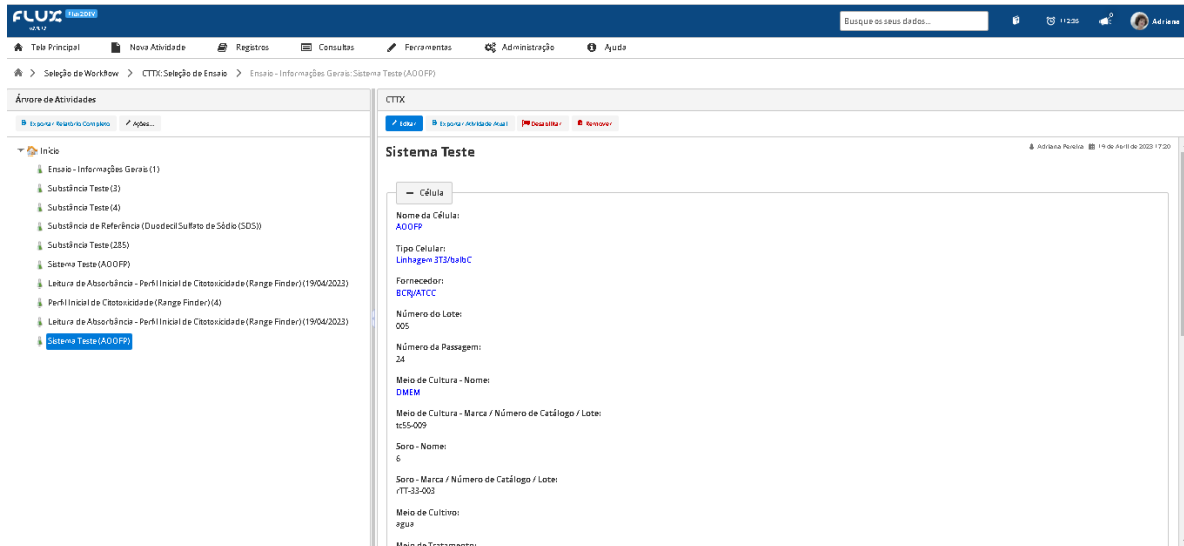 FLUX Flux2DEV
Busque os seus dados...
Adriana
Tela Principal Nova Atividade Registros Consultas Ferramentas Administração Ajuda
Seleção de Workflow > CTTX: Seleção de Ensaio > Ensaio - Informações Gerais: Sistema Teste (AOOFP)
Árvore de Atividades
Exportar Relatório Completo Ações...
Início
Ensaio - Informações Gerais (1)
Substância Teste (3)
Substância Teste (4)
Substância de Referência (Duodecil Sulfato de Sódio (SDS))
Substância Teste (285)
Sistema Teste (AOOFP)
Leitura de Absorbância - Perfil Inicial de Citotoxicidade (Range Finder) (19/04/2023)
Perfil Inicial de Citotoxicidade (Range Finder) (4)
Leitura de Absorbância - Perfil Inicial de Citotoxicidade (Range Finder) (19/04/2023)
Sistema Teste (AOOFP)
CTTX
Editar Exportar Atividade Atual Desabilitar Remover
Sistema Teste
Adriana Pereira 19 de Abril de 2023 17:20
Célula
Nome da Célula:
AOOFP
Tipo Celular:
Linhagem 3T3/balbC
Fornecedor:
BCRJ/ATCC
Número do Lote:
005
Número da Passagem:
24
Meio de Cultura - Nome:
DMEM
Meio de Cultura - Marca / Número de Catálogo / Lote:
tc55-009
Soro - Nome:
6
Soro - Marca / Número de Catálogo / Lote:
rTT-33-003
Meio de Cultivo:
agua
Meio de Tratamento: